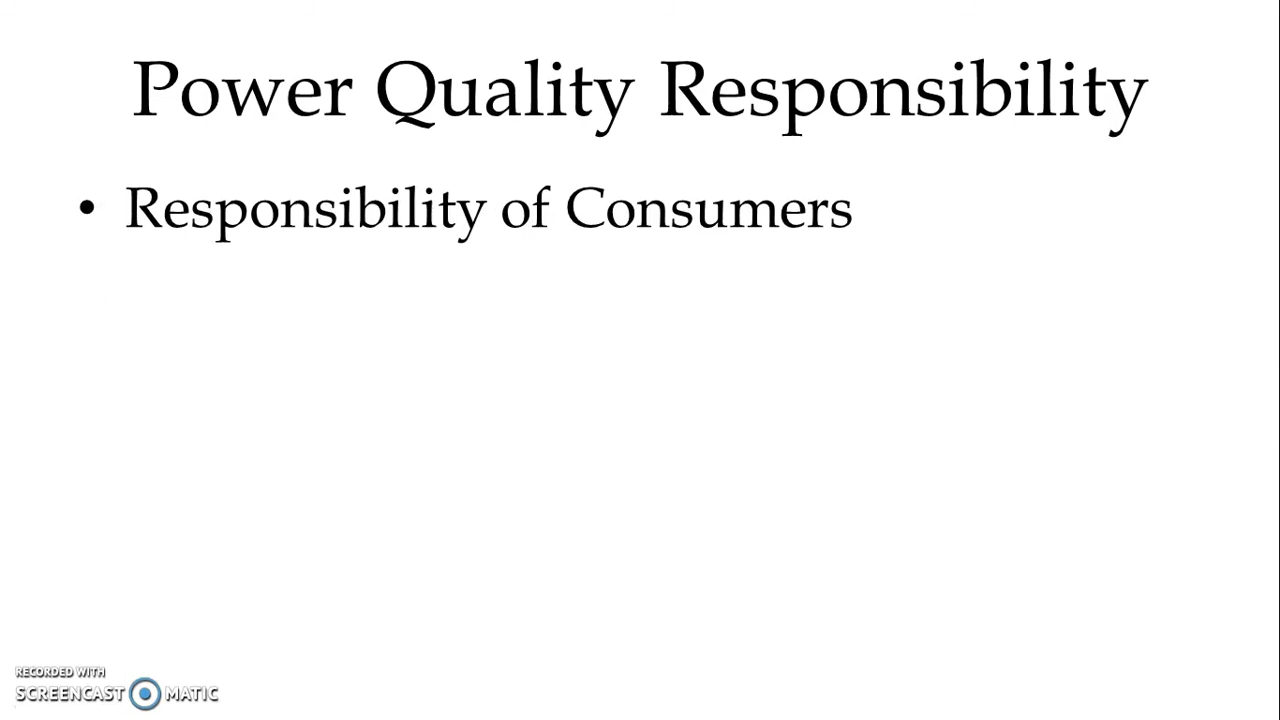 Power Quality Responsibility
• Responsibility of Consumers
RECORDED WITH
SCREENCAST MATIC